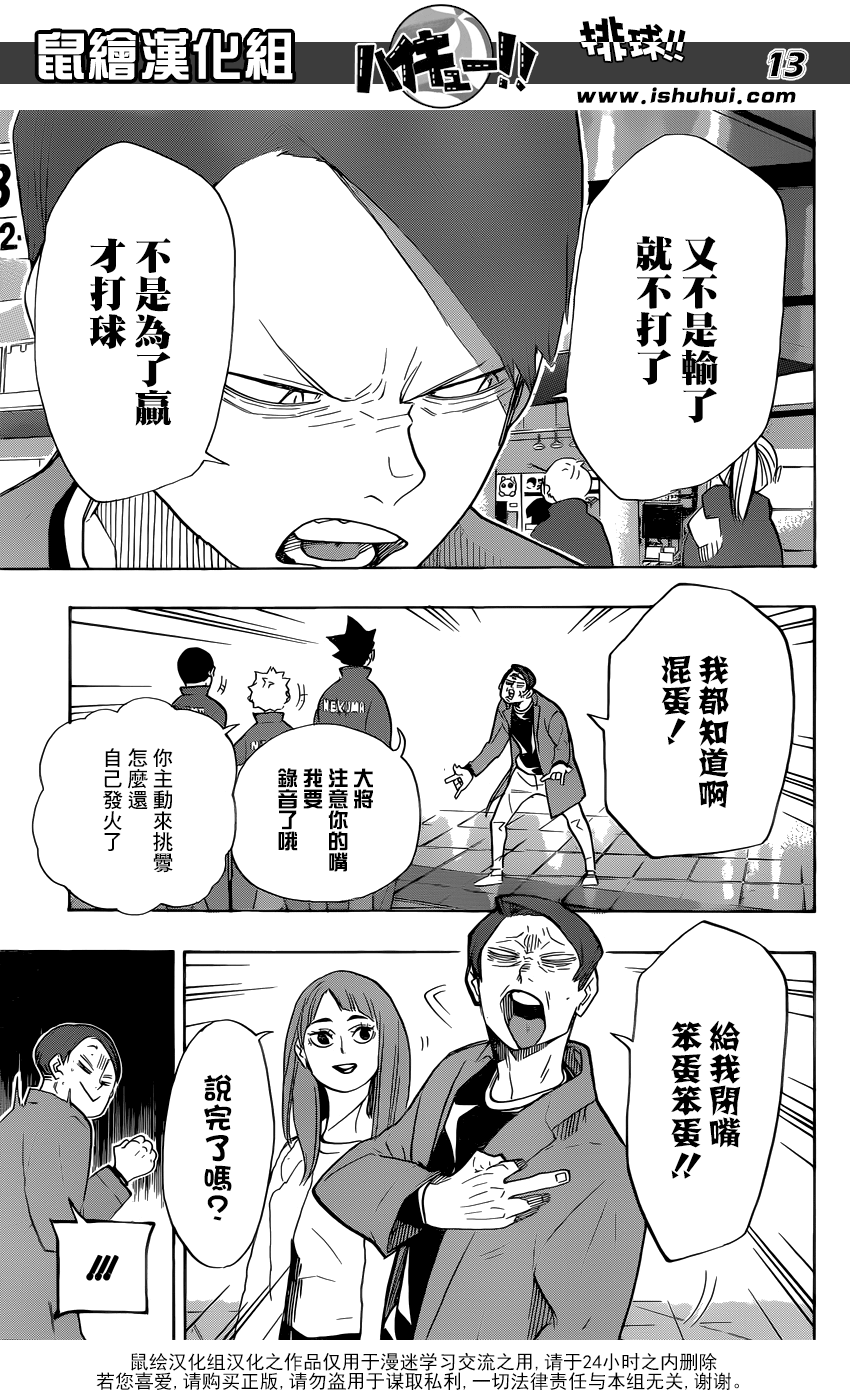 鼠繪漢化組
ハイキュー!!
排球!!
13
www.ishuhui.com
又不是輸了
就不打了
不是為了贏
才打球
2.
我都知道啊
混蛋！
NEKOMA
大將
注意你的嘴
我要
錄音了哦
你主動來挑釁
怎麼還
自己發火了
給我閉嘴
笨蛋笨蛋!!
說完了嗎？
!!!
鼠绘汉化组汉化之作品仅用于漫迷学习交流之用,请于24小时之内删除
若您喜爱,请购买正版,请勿盗用于谋取私利,一切法律责任与本组无关,谢谢。